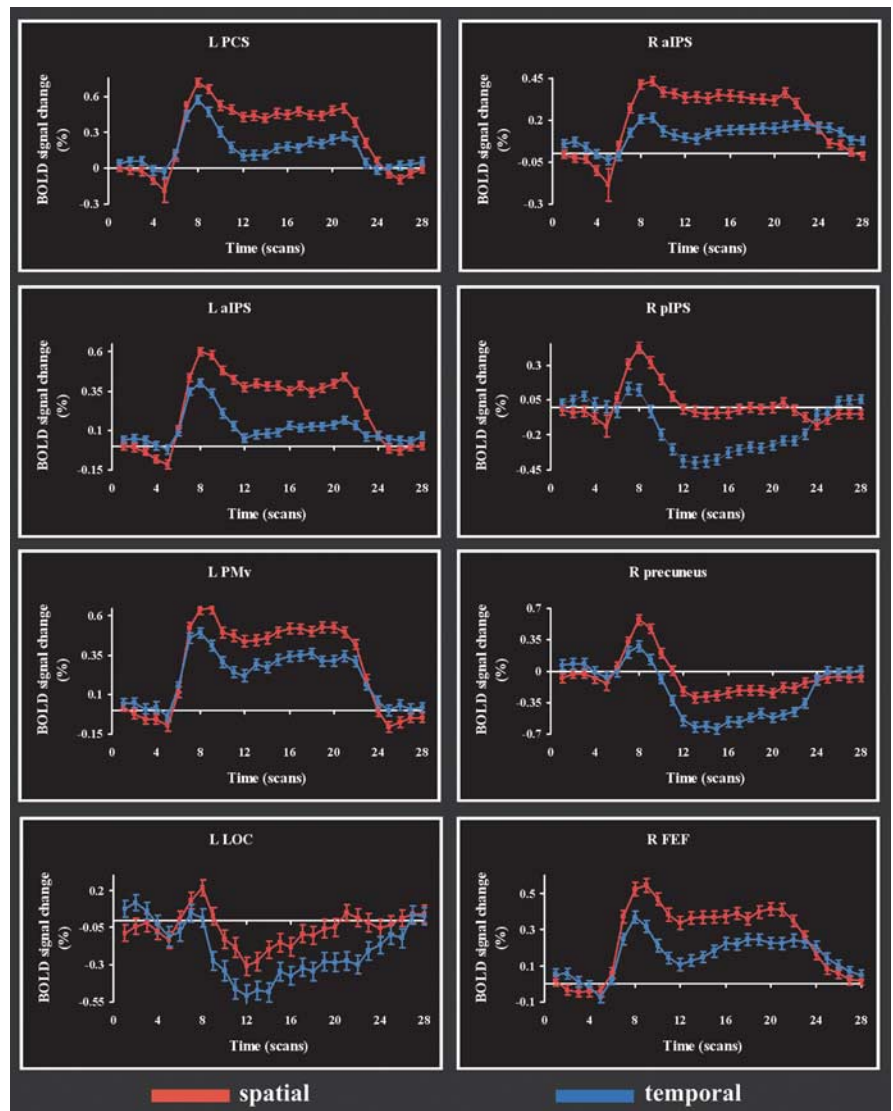 L PCS
BOLD signal change
(%)
0.6
0.3
0
-0.3
0 4 8 12 16 20 24 28
Time (scans)
R aIPS
BOLD signal change
(%)
0.45
0.2
-0.05
-0.3
0 4 8 12 16 20 24 28
Time (scans)
L aIPS
BOLD signal change
(%)
0.6
0.35
0.1
-0.15
0 4 8 12 16 20 24 28
Time (scans)
R pIPS
BOLD signal change
(%)
0.3
0.05
-0.2
-0.45
0 4 8 12 16 20 24 28
Time (scans)
L PMv
BOLD signal change
(%)
0.6
0.35
0.1
-0.15
0 4 8 12 16 20 24 28
Time (scans)
R precuneus
BOLD signal change
(%)
0.7
0.35
0
-0.35
-0.7
0 4 8 12 16 20 24 28
Time (scans)
L LOC
BOLD signal change
(%)
0.2
-0.05
-0.3
-0.55
0 4 8 12 16 20 24 28
Time (scans)
R FEF
BOLD signal change
(%)
0.5
0.3
0.1
-0.1
0 4 8 12 16 20 24 28
Time (scans)
spatial
temporal